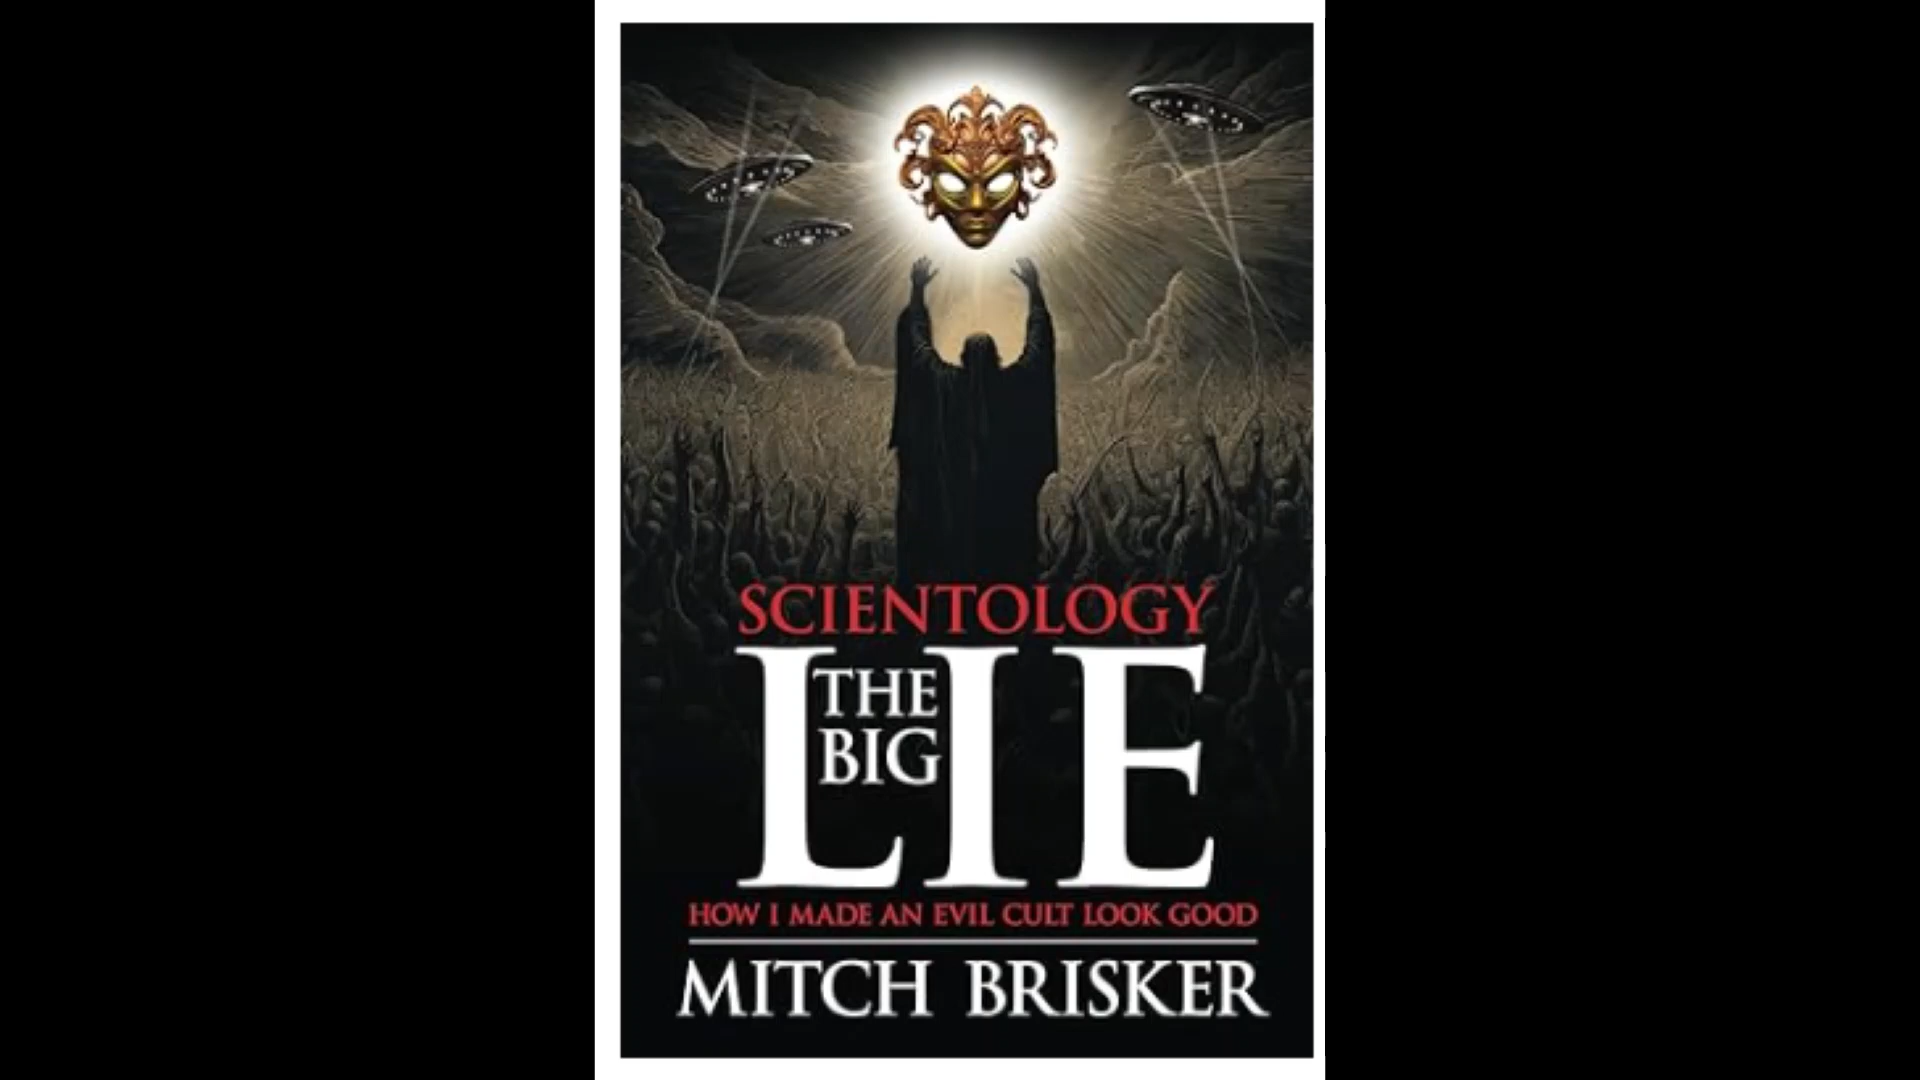 SCIENTOLOGY
THE
BIG
LIE
HOW I MADE AN EVIL CULT LOOK GOOD
MITCH BRISKER